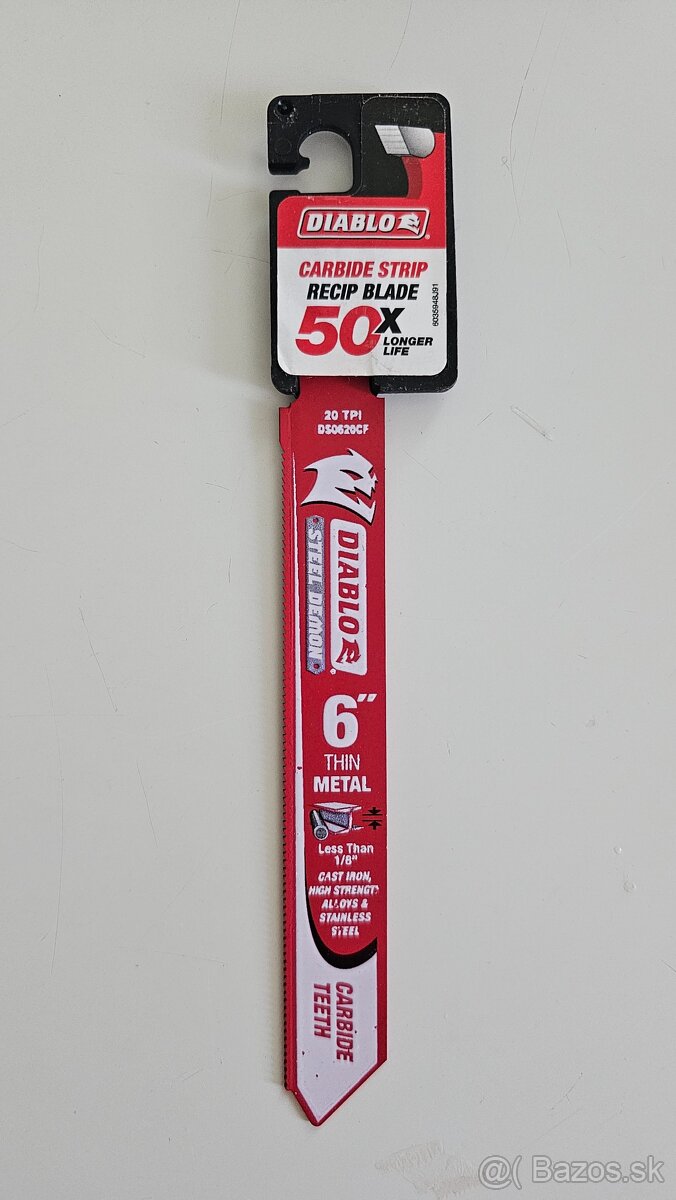 DIABLO
CARBIDE STRIP
RECIP BLADE
50X
LONGER
LIFE
6035948J91
20 TPI
DS0620CF
DIABLO
STEEL DEMON
6”
THIN
METAL
Less Than
1/8"
CAST IRON,
HIGH STRENGTH
ALLOYS &
STAINLESS
STEEL
CARBIDE
TEETH
@( Bazos.sk